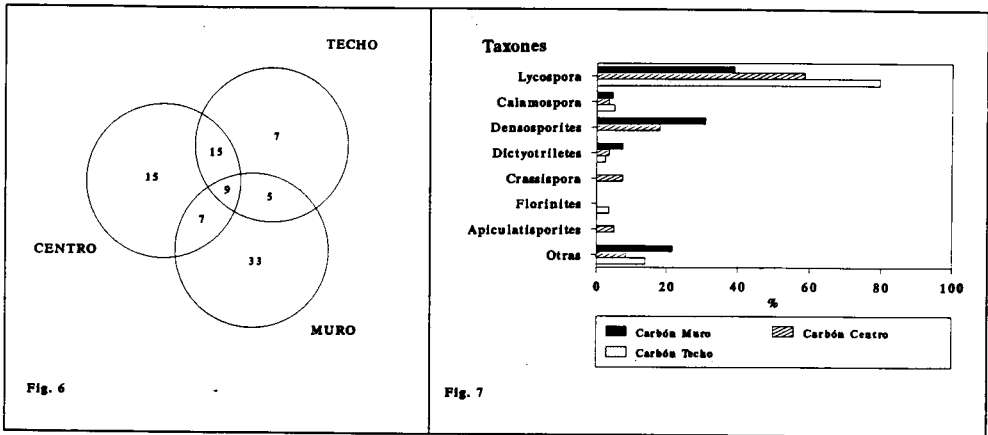 TECHO
7
15
15
9
5
7
CENTRO
33
MURO
Fig. 6
Taxones
Lycospora
Calamospora
Densosporites
Dictyotriletes
Crassispora
Florinites
Apiculatisporites
Otras
0 20 40 60 80 100
%
Carbón Muro Carbón Centro
Carbón Techo
Fig. 7